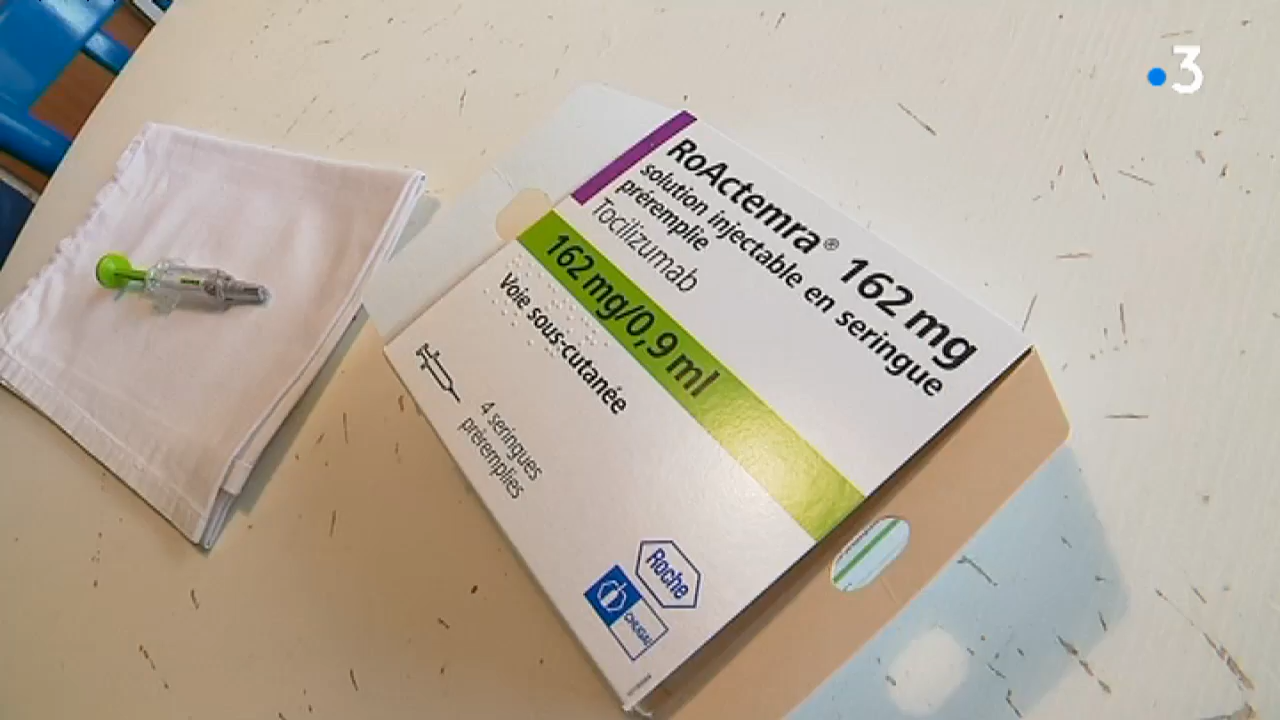 3
RoActemra® 162 mg
solution injectable en seringue
préremplie
Tocilizumab
162 mg/0,9 ml
Voie sous-cutanée
4 seringues
préremplies
Roche
CHUGAI